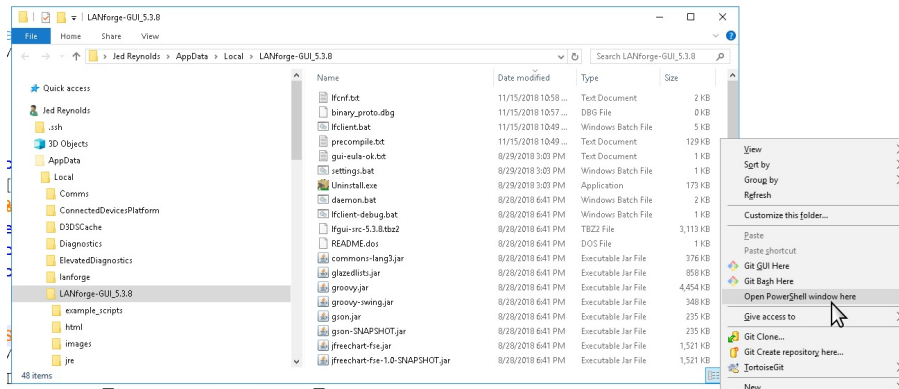 LANforge-GUI_5.3.8
File Home Share View
Jed Reynolds > AppData > Local > LANforge-GUI_5.3.8
Search LANforge-GUI_5.3.8
Quick access
Jed Reynolds
.ssh
3D Objects
AppData
Local
Comms
ConnectedDevicesPlatform
D3DSCache
Diagnostics
ElevatedDiagnostics
lanforge
LANforge-GUI_5.3.8
example_scripts
html
images
jre
Name Date modified Type Size
lfcnf.txt 11/15/2018 10:58 ... Text Document 2 KB
binary_proto.dbg 11/15/2018 10:57 ... DBG File 0 KB
lfclient.bat 11/15/2018 10:49 ... Windows Batch File 5 KB
precompile.txt 11/15/2018 10:49 ... Text Document 129 KB
gui-eula-ok.txt 8/29/2018 3:03 PM Text Document 1 KB
settings.bat 8/29/2018 3:03 PM Windows Batch File 1 KB
Uninstall.exe 8/29/2018 3:03 PM Application 173 KB
daemon.bat 8/28/2018 6:41 PM Windows Batch File 2 KB
lfclient-debug.bat 8/28/2018 6:41 PM Windows Batch File 1 KB
lfgui-src-5.3.8.tbz2 8/28/2018 6:41 PM TBZ2 File 3,113 KB
README.dos 8/28/2018 6:41 PM DOS File 1 KB
commons-lang3.jar 8/28/2018 6:41 PM Executable Jar File 376 KB
glazedlists.jar 8/28/2018 6:41 PM Executable Jar File 858 KB
groovy.jar 8/28/2018 6:41 PM Executable Jar File 4,454 KB
groovy-swing.jar 8/28/2018 6:41 PM Executable Jar File 348 KB
gson.jar 8/28/2018 6:41 PM Executable Jar File 235 KB
gson-SNAPSHOT.jar 8/28/2018 6:41 PM Executable Jar File 235 KB
jfreechart-fse.jar 8/28/2018 6:41 PM Executable Jar File 1,521 KB
jfreechart-fse-1.0-SNAPSHOT.jar 8/28/2018 6:41 PM Executable Jar File 1,521 KB
48 items
View
Sort by
Group by
Refresh
Customize this folder...
Paste
Paste shortcut
Git GUI Here
Git Bash Here
Open PowerShell window here
Give access to
Git Clone...
Git Create repository here...
TortoiseGit
New